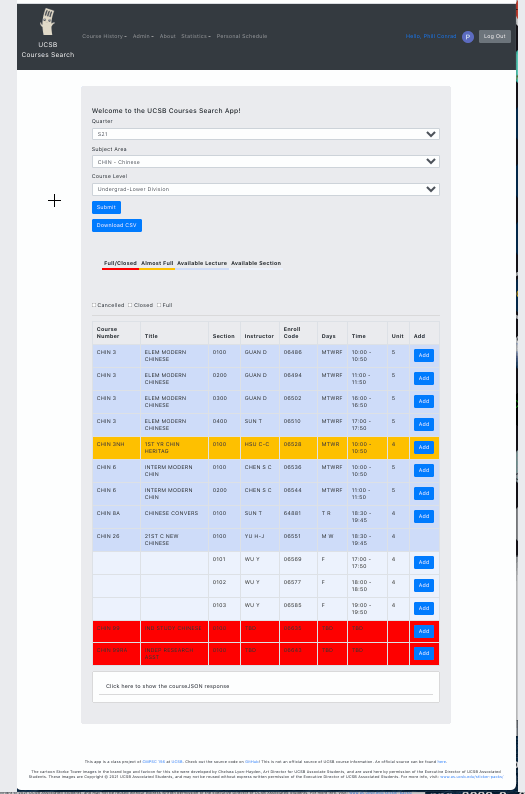 UCSB
Courses Search
Course History Admin About Statistics Personal Schedule
Hello, Phill Conrad P Log Out
Welcome to the UCSB Courses Search App!
Quarter
S21
Subject Area
CHIN - Chinese
Course Level
Undergrad-Lower Division
Submit
Download CSV
Full/Closed Almost Full Available Lecture Available Section
Cancelled Closed Full
Course Number Title Section Instructor Enroll Code Days Time Unit Add
CHIN 3 ELEM MODERN CHINESE 0100 GUAN D 06486 MTWRF 10:00 - 10:50 5 Add
CHIN 3 ELEM MODERN CHINESE 0200 GUAN D 06494 MTWRF 11:00 - 11:50 5 Add
CHIN 3 ELEM MODERN CHINESE 0300 GUAN D 06502 MTWRF 16:00 - 16:50 5 Add
CHIN 3 ELEM MODERN CHINESE 0400 SUN T 06510 MTWRF 17:00 - 17:50 5 Add
CHIN 3NH 1ST YR CHIN HERITAG 0100 HSU C-C 06528 MTWR 10:00 - 10:50 4 Add
CHIN 6 INTERM MODERN CHIN 0100 CHEN S C 06536 MTWRF 10:00 - 10:50 5 Add
CHIN 6 INTERM MODERN CHIN 0200 CHEN S C 06544 MTWRF 11:00 - 11:50 5 Add
CHIN 8A CHINESE CONVERS 0100 SUN T 64881 T R 18:30 - 19:45 4 Add
CHIN 26 21ST C NEW CHINESE 0100 YU H-J 06551 M W 18:30 - 19:45 4
0101 WU Y 06569 F 17:00 - 17:50 4 Add
0102 WU Y 06577 F 18:00 - 18:50 4 Add
0103 WU Y 06585 F 19:00 - 19:50 4 Add
Add
Add
Click here to show the courseJSON response
This app is a class project of CMPSC 156 at UCSB. Check out the source code on GitHub! This is not an official source of UCSB course information. An official source can be found here.
The cartoon Storke Tower images in the brand logo and favicon for this site were developed by Chelsea Lyon-Hayden, Art Director for UCSB Associate Students, and are used here by permission of the Executive Director of UCSB Associated
Students. These images are Copyright © 2021 UCSB Associated Students, and may not be reused without express written permission of the Executive Director of UCSB Associated Students. For more info, visit: